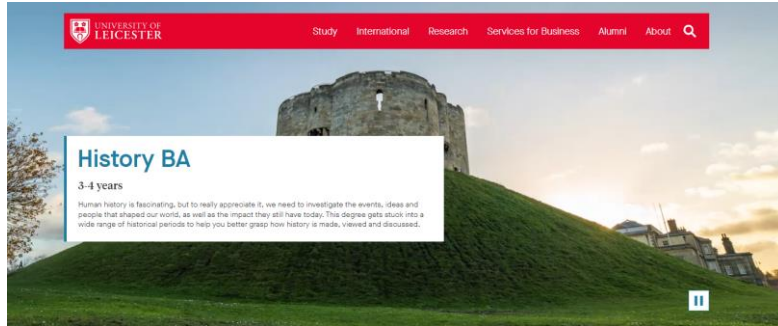 UNIVERSITY OF
LEICESTER
Study International Research Services for Business Alumni About
History BA
3-4 years
Human history is fascinating, but to really appreciate it, we need to investigate the events, ideas and
people that shaped our world, as well as the impact they still have today. This degree gets stuck into a
wide range of historical periods to help you better grasp how history is made, viewed and discussed.